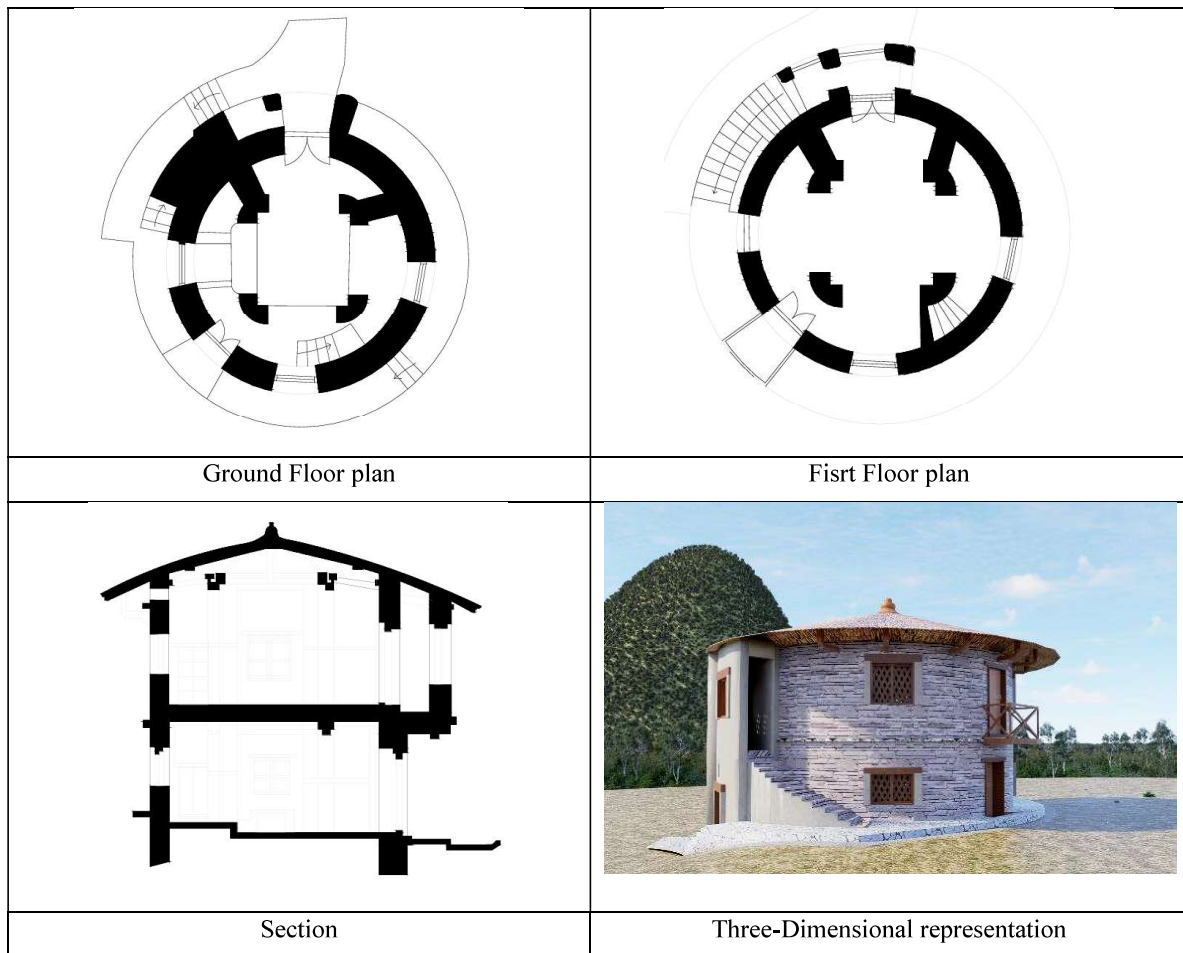 Ground Floor plan
Fisrt Floor plan
Section
Three-Dimensional representation